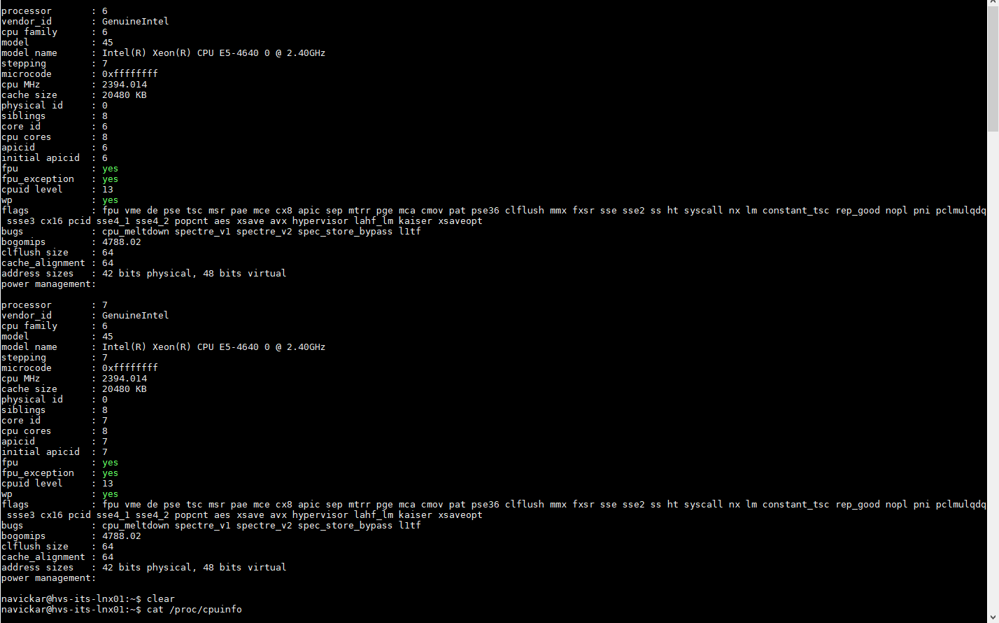 processor       : 6
vendor_id       : GenuineIntel
cpu family      : 6
model           : 45
model name      : Intel(R) Xeon(R) CPU E5-4640 0 @ 2.40GHz
stepping        : 7
microcode       : 0xffffffff
cpu MHz         : 2394.014
cache size      : 20480 KB
physical id     : 0
siblings        : 8
core id         : 6
cpu cores       : 8
apicid          : 6
initial apicid  : 6
fpu             : yes
fpu_exception   : yes
cpuid level     : 13
wp              : yes
flags           : fpu vme de pse tsc msr pae mce cx8 apic sep mtrr pge mca cmov pat pse36 clflush mmx fxsr sse sse2 ss ht syscall nx lm constant_tsc rep_good nopl pni pclmulqdq
 ssse3 cx16 pcid sse4_1 sse4_2 popcnt aes xsave avx hypervisor lahf_lm kaiser xsaveopt
bugs            : cpu_meltdown spectre_v1 spectre_v2 spec_store_bypass l1tf
bogomips        : 4788.02
clflush size    : 64
cache_alignment : 64
address sizes   : 42 bits physical, 48 bits virtual
power management:

processor       : 7
vendor_id       : GenuineIntel
cpu family      : 6
model           : 45
model name      : Intel(R) Xeon(R) CPU E5-4640 0 @ 2.40GHz
stepping        : 7
microcode       : 0xffffffff
cpu MHz         : 2394.014
cache size      : 20480 KB
physical id     : 0
siblings        : 8
core id         : 7
cpu cores       : 8
apicid          : 7
initial apicid  : 7
fpu             : yes
fpu_exception   : yes
cpuid level     : 13
wp              : yes
flags           : fpu vme de pse tsc msr pae mce cx8 apic sep mtrr pge mca cmov pat pse36 clflush mmx fxsr sse sse2 ss ht syscall nx lm constant_tsc rep_good nopl pni pclmulqdq
 ssse3 cx16 pcid sse4_1 sse4_2 popcnt aes xsave avx hypervisor lahf_lm kaiser xsaveopt
bugs            : cpu_meltdown spectre_v1 spectre_v2 spec_store_bypass l1tf
bogomips        : 4788.02
clflush size    : 64
cache_alignment : 64
address sizes   : 42 bits physical, 48 bits virtual
power management:

navickar@hvs-its-lnx01:~$ clear
navickar@hvs-its-lnx01:~$ cat /proc/cpuinfo